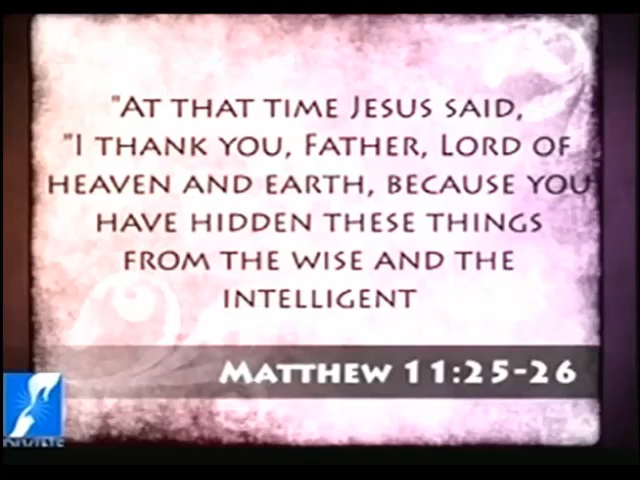 "At that time Jesus said,
"I thank you, Father, Lord of
heaven and earth, because you
have hidden these things
from the wise and the
intelligent
Matthew 11:25-26
DIVINE